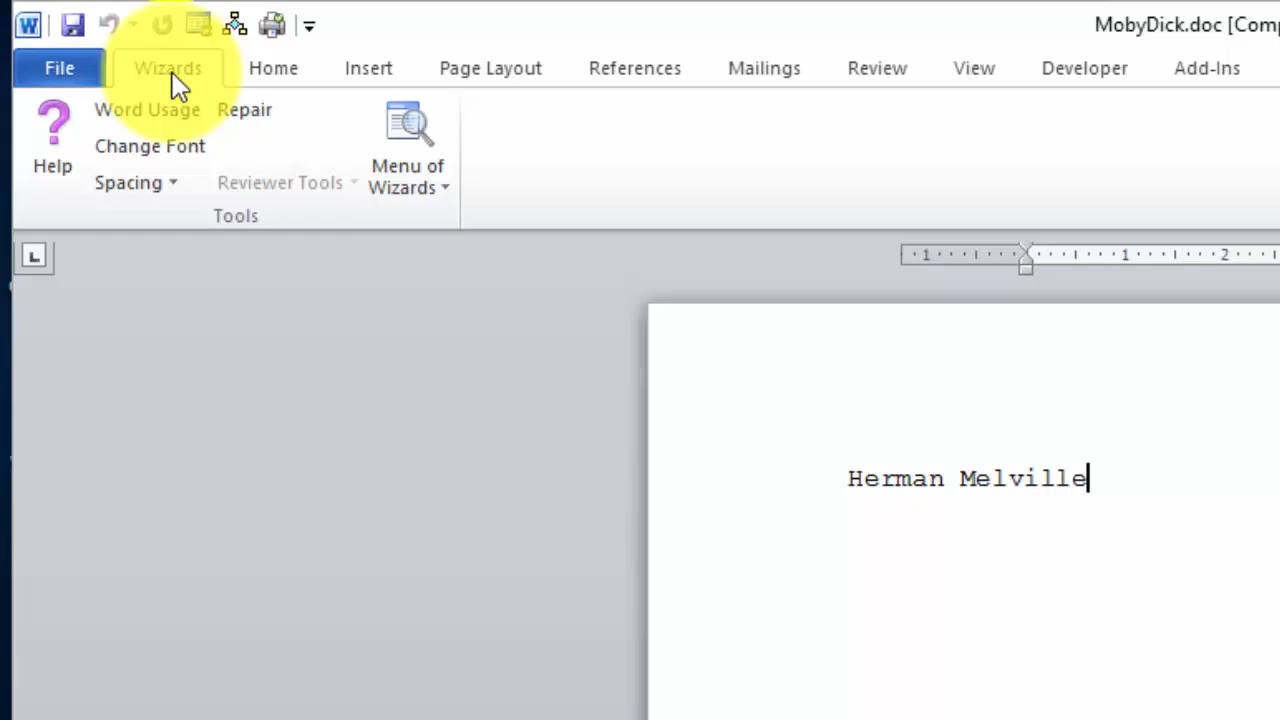 MobyDick.doc [Comp
File Wizards Home Insert Page Layout References Mailings Review View Developer Add-Ins
Word Usage Repair
Change Font
Help Spacing Reviewer Tools Menu of Wizards
Tools
1 1 2
Herman Melville